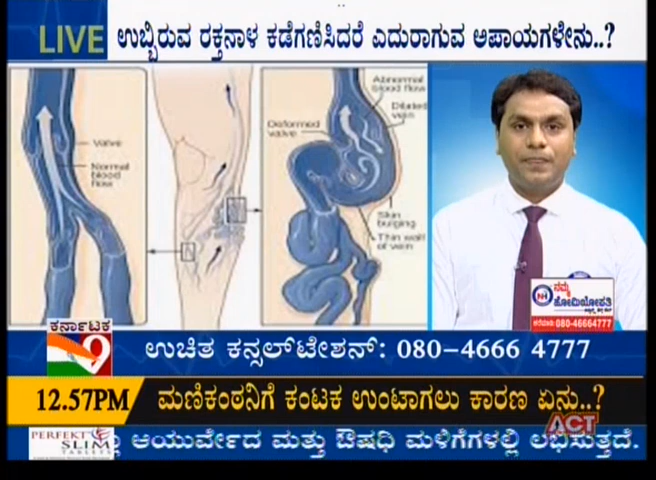 LIVE ಉಬ್ಬಿರುವ ರಕ್ತನಾಳ ಕಡೆಗಣಿಸಿದರೆ ಎದುರಾಗುವ ಅಪಾಯಗಳೇನು..?
Valve
Normal
blood
flow
Abnormal
blood flow
Deformed
valve
Dilated
vein
Skin
bulging
Thin wall
of vein
ನಮ್ಮ
ಹೋಮಿಯೋಕೇರ್
080-46664777
ಕರ್ನಾಟಕ
9
ಉಚಿತ ಕನ್ಸಲ್‌ಟೇಶನ್: 080-4666 4777
12.57PM ಮಣಿಕಂಠನಿಗೆ ಕಂಟಕ ಉಂಟಾಗಲು ಕಾರಣ ಏನು..?
ACT
PERFEKT
SLIM
TABLETS
ಆಯುರ್ವೇದ ಮತ್ತು ಔಷಧಿ ಮಳಿಗೆಗಳಲ್ಲಿ ಲಭಿಸುತ್ತದೆ.